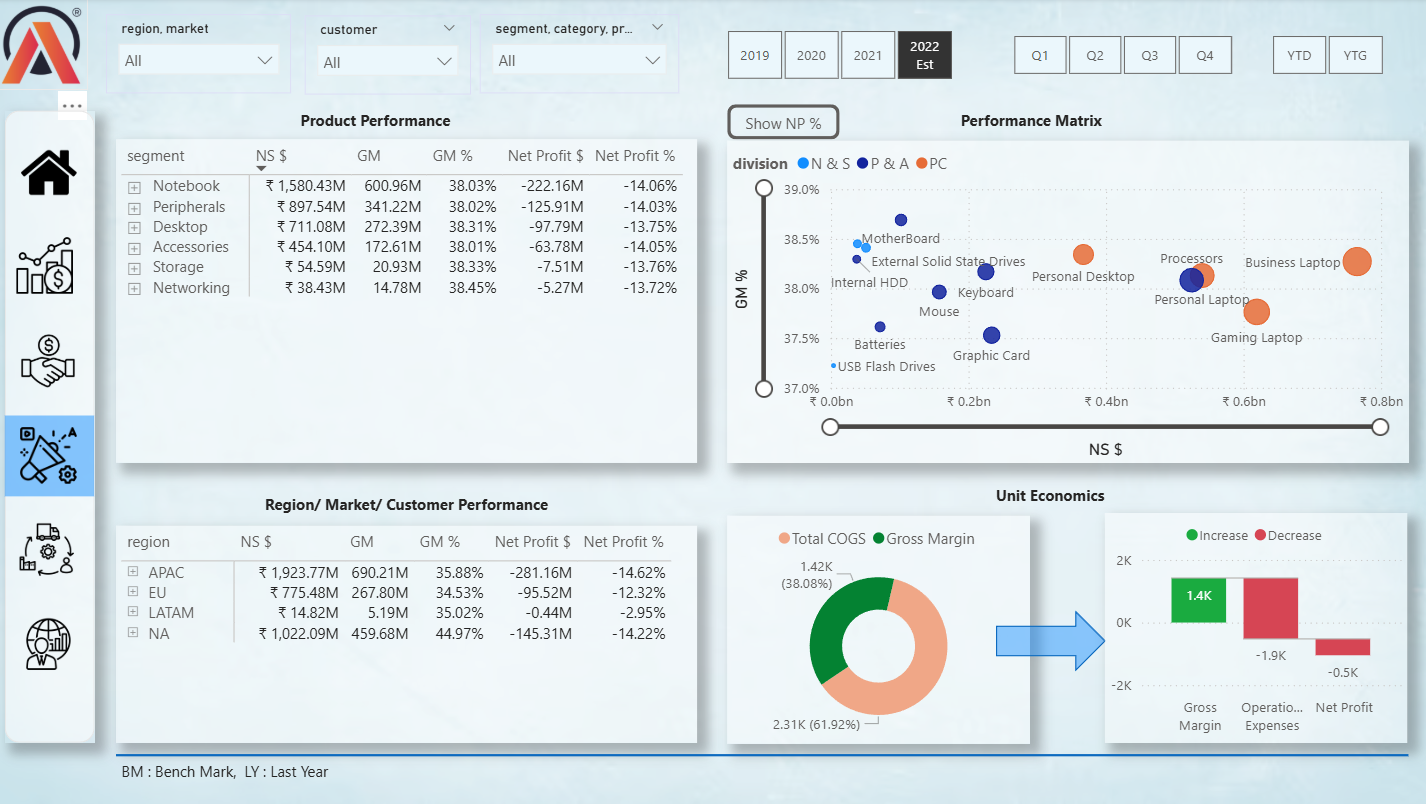 ®
region, market
All
customer
All
segment, category, pr...
All
2019
2020
2021
2022
Est
Q1
Q2
Q3
Q4
YTD
YTG
Product Performance
segment NS $ GM GM % Net Profit $ Net Profit %
Notebook ₹ 1,580.43M 600.96M 38.03% -222.16M -14.06%
Peripherals ₹ 897.54M 341.22M 38.02% -125.91M -14.03%
Desktop ₹ 711.08M 272.39M 38.31% -97.79M -13.75%
Accessories ₹ 454.10M 172.61M 38.01% -63.78M -14.05%
Storage ₹ 54.59M 20.93M 38.33% -7.51M -13.76%
Networking ₹ 38.43M 14.78M 38.45% -5.27M -13.72%
Show NP %
Performance Matrix
division N & S P & A PC
GM %
39.0%
38.5%
38.0%
37.5%
37.0%
MotherBoard
External Solid State Drives
Internal HDD
Keyboard
Mouse
Batteries
Graphic Card
USB Flash Drives
Personal Desktop
Processors
Personal Laptop
Business Laptop
Gaming Laptop
₹ 0.0bn ₹ 0.2bn ₹ 0.4bn ₹ 0.6bn ₹ 0.8bn
NS $
Region/ Market/ Customer Performance
region NS $ GM GM % Net Profit $ Net Profit %
APAC ₹ 1,923.77M 690.21M 35.88% -281.16M -14.62%
EU ₹ 775.48M 267.80M 34.53% -95.52M -12.32%
LATAM ₹ 14.82M 5.19M 35.02% -0.44M -2.95%
NA ₹ 1,022.09M 459.68M 44.97% -145.31M -14.22%
Unit Economics
Total COGS Gross Margin
1.42K
(38.08%)
2.31K (61.92%)
Increase Decrease
2K
0K
-2K
1.4K
-1.9K
-0.5K
Gross
Margin
Operatio...
Expenses
Net Profit
D A
BM : Bench Mark, LY : Last Year